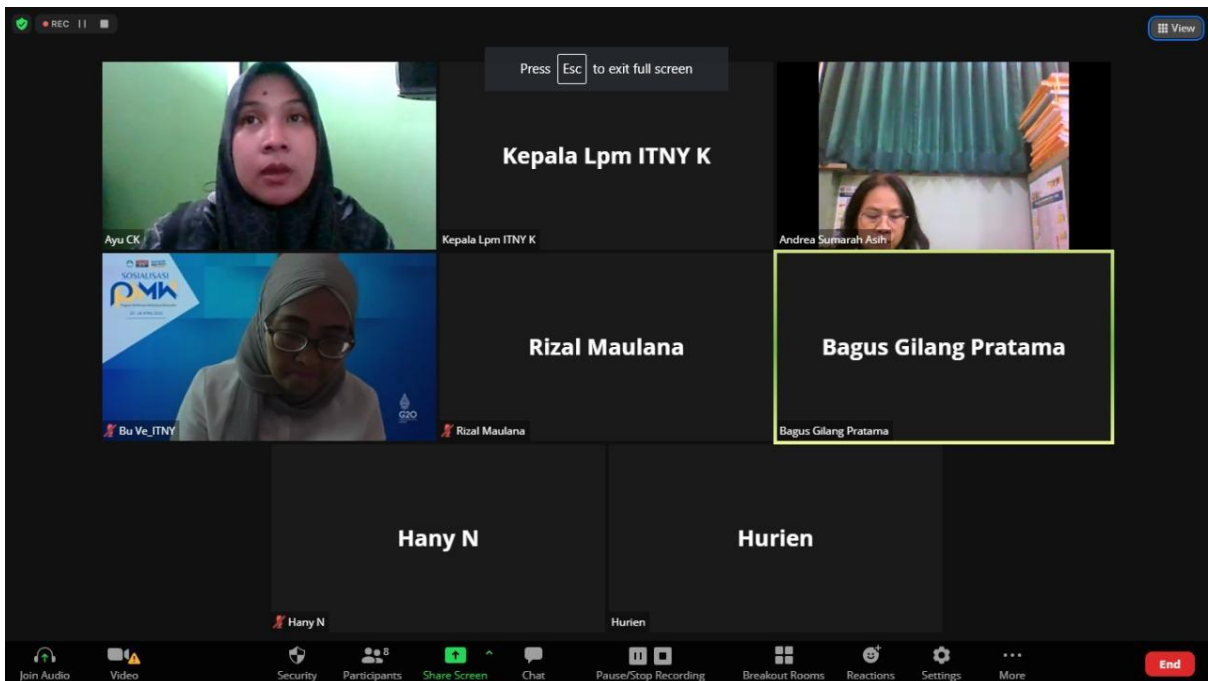 REC
View
Press Esc to exit full screen
Kepala Lpm ITNY K
Ayu CK
Kepala Lpm ITNY K
Andrea Sumarah Asih
SOSIALISASI
PMK
G20
Rizal Maulana
Bagus Gilang Pratama
Bu Ve_ITNY
Rizal Maulana
Bagus Gilang Pratama
Hany N
Hurien
Hany N
Hurien
8
Join Audio
Video
Security
Participants
Share Screen
Chat
Pause/Stop Recording
Breakout Rooms
Reactions
Settings
More
End